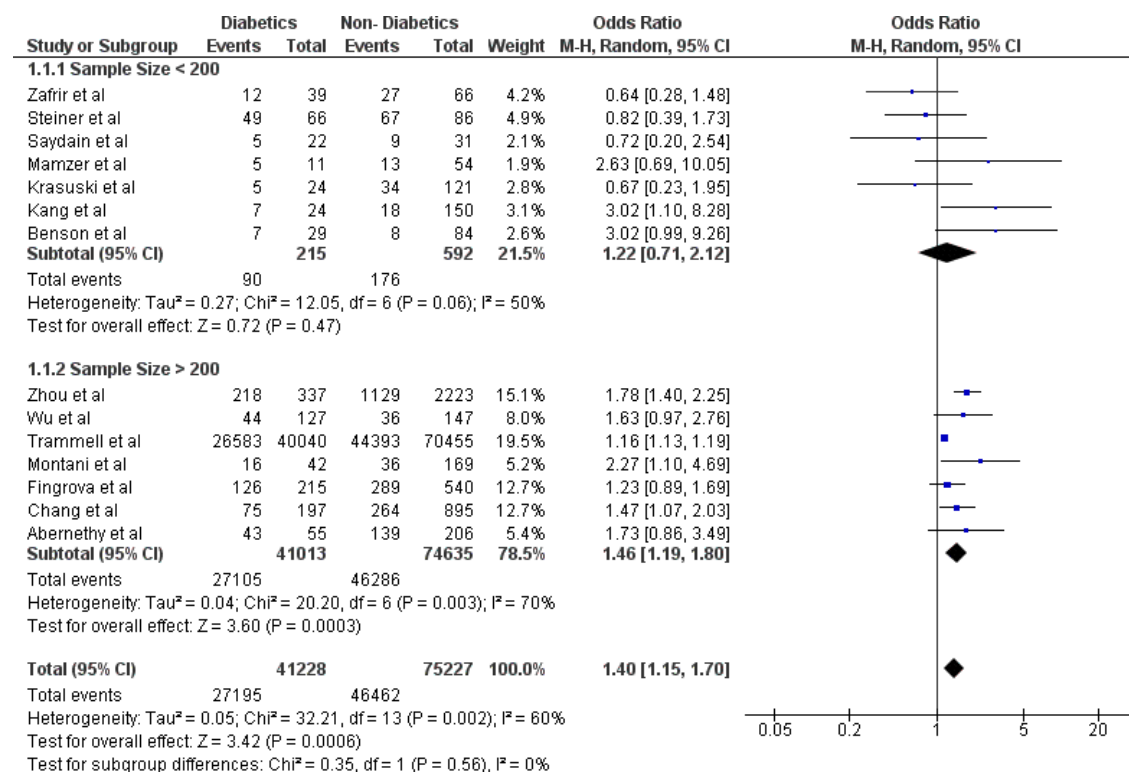 Diabetics Non- Diabetics Odds Ratio Odds Ratio
Study or Subgroup Events Total Events Total Weight M-H, Random, 95% CI M-H, Random, 95% CI
1.1.1 Sample Size < 200
Zafrir et al 12 39 27 66 4.2% 0.64 [0.28, 1.48]
Steiner et al 49 66 67 86 4.9% 0.82 [0.39, 1.73]
Saydain et al 5 22 9 31 2.1% 0.72 [0.20, 2.54]
Mamzer et al 5 11 13 54 1.9% 2.63 [0.69, 10.05]
Krasuski et al 5 24 34 121 2.8% 0.67 [0.23, 1.95]
Kang et al 7 24 18 150 3.1% 3.02 [1.10, 8.28]
Benson et al 7 29 8 84 2.6% 3.02 [0.99, 9.26]
Subtotal (95% CI) 215 592 21.5% 1.22 [0.71, 2.12]
Total events 90 176
Heterogeneity: Tau² = 0.27; Chi² = 12.05, df = 6 (P = 0.06); I² = 50%
Test for overall effect: Z = 0.72 (P = 0.47)
1.1.2 Sample Size > 200
Zhou et al 218 337 1129 2223 15.1% 1.78 [1.40, 2.25]
Wu et al 44 127 36 147 8.0% 1.63 [0.97, 2.76]
Trammell et al 26583 40040 44393 70455 19.5% 1.16 [1.13, 1.19]
Montani et al 16 42 36 169 5.2% 2.27 [1.10, 4.69]
Fingrova et al 126 215 289 540 12.7% 1.23 [0.89, 1.69]
Chang et al 75 197 264 895 12.7% 1.47 [1.07, 2.03]
Abernethy et al 43 55 139 206 5.4% 1.73 [0.86, 3.49]
Subtotal (95% CI) 41013 74635 78.5% 1.46 [1.19, 1.80]
Total events 27105 46286
Heterogeneity: Tau² = 0.04; Chi² = 20.20, df = 6 (P = 0.003); I² = 70%
Test for overall effect: Z = 3.60 (P = 0.0003)
Total (95% CI) 41228 75227 100.0% 1.40 [1.15, 1.70]
Total events 27195 46462
Heterogeneity: Tau² = 0.05; Chi² = 32.21, df = 13 (P = 0.002); I² = 60%
Test for overall effect: Z = 3.42 (P = 0.0006)
Test for subgroup differences: Chi² = 0.35, df = 1 (P = 0.56), I² = 0%
0.05 0.2 1 5 20